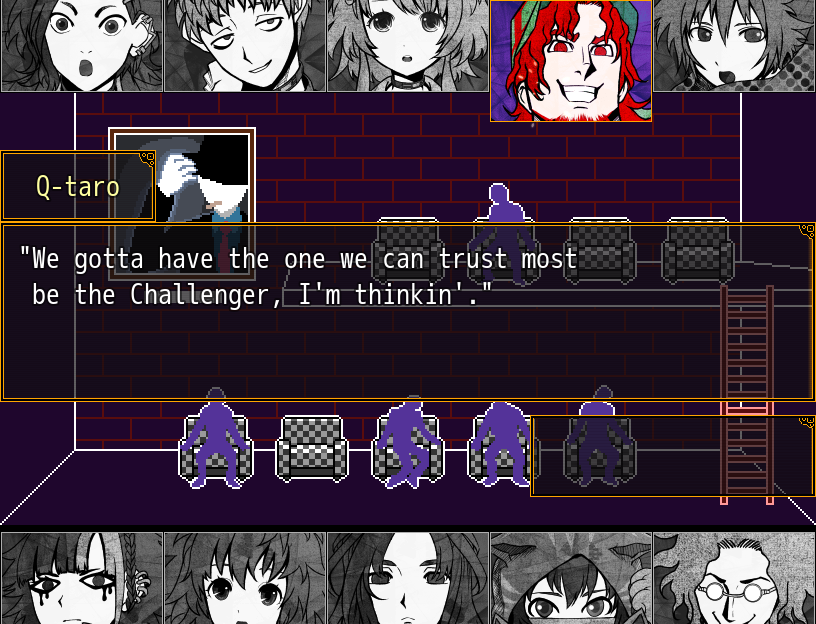 Q-taro
"We gotta have the one we can trust most
be the Challenger, I'm thinkin'."